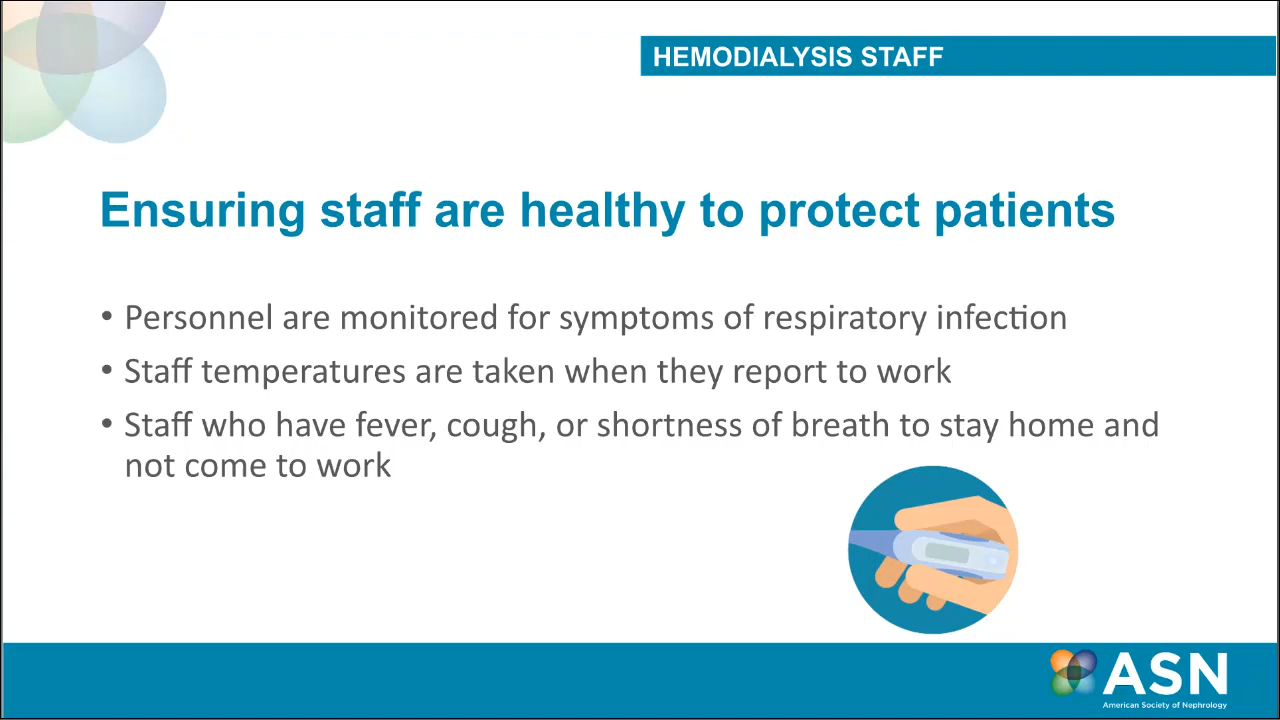 HEMODIALYSIS STAFF
Ensuring staff are healthy to protect patients
• Personnel are monitored for symptoms of respiratory infection
• Staff temperatures are taken when they report to work
• Staff who have fever, cough, or shortness of breath to stay home and
not come to work
ASN
American Society of Nephrology